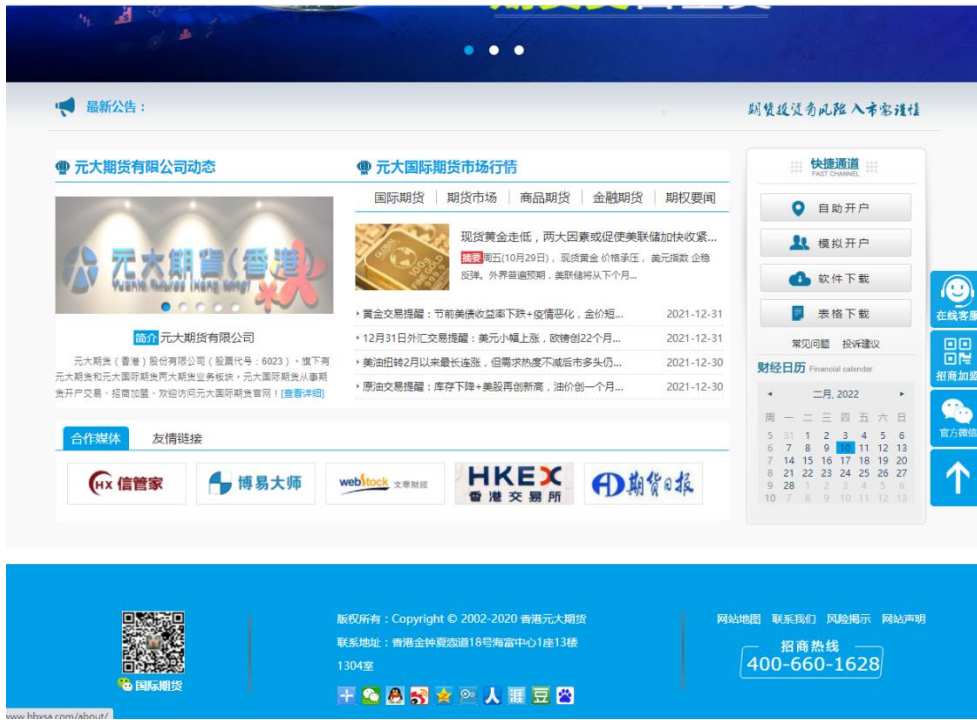 最新公告：
期货投资有风险 入市需谨慎
元大期货有限公司动态
元大期貨(香港)
Yuanta Futures (Hong Kong)
简介 元大期货有限公司
元大期货（香港）股份有限公司（股票代号：6023），旗下有
元大期货和元大国际期货两大期货业务板块，元大国际期货从事期
货开户交易、招商加盟，欢迎访问元大国际期货官网！[查看详细]
元大国际期货市场行情
国际期货 | 期货市场 | 商品期货 | 金融期货 | 期权要闻
现货黄金走低，两大因素或促使美联储加快收紧...
摘要 周五(10月29日)，现货黄金价格承压，美元指数 企稳
反弹。外界普遍预期，美联储将从下个月...
黄金交易提醒：节前美债收益率下跌+疫情恶化，金价短... 2021-12-31
12月31日外汇交易提醒：美元小幅上涨，欧镑创22个月... 2021-12-31
美油扭转2月以来最长连涨，但需求热度不减后市多头仍... 2021-12-30
原油交易提醒：库存下降+美股再创新高，油价创一个月... 2021-12-30
快捷通道
FAST CHANNEL
自助开户
模拟开户
软件下载
表格下载
常见问题 投诉建议
财经日历 Financial calendar
二月, 2022
周 一 二 三 四 五 六 日
5 31 1 2 3 4 5 6
6 7 8 9 10 11 12 13
7 14 15 16 17 18 19 20
8 21 22 23 24 25 26 27
9 28 1 2 3 4 5 6
10 7 8 9 10 11 12 13
在线客服
招商加盟
官方微信
合作媒体 友情链接
HX 信管家
博易大师
webstock 文华财经
HKEX
香港交易所
期货日报
国际期货
版权所有：Copyright © 2002-2020 香港元大期货
联系地址：香港金钟夏悫道18号海富中心1座13楼
1304室
网站地图 联系我们 风险揭示 网站声明
招商热线
400-660-1628
www.hbxsa.com/about/